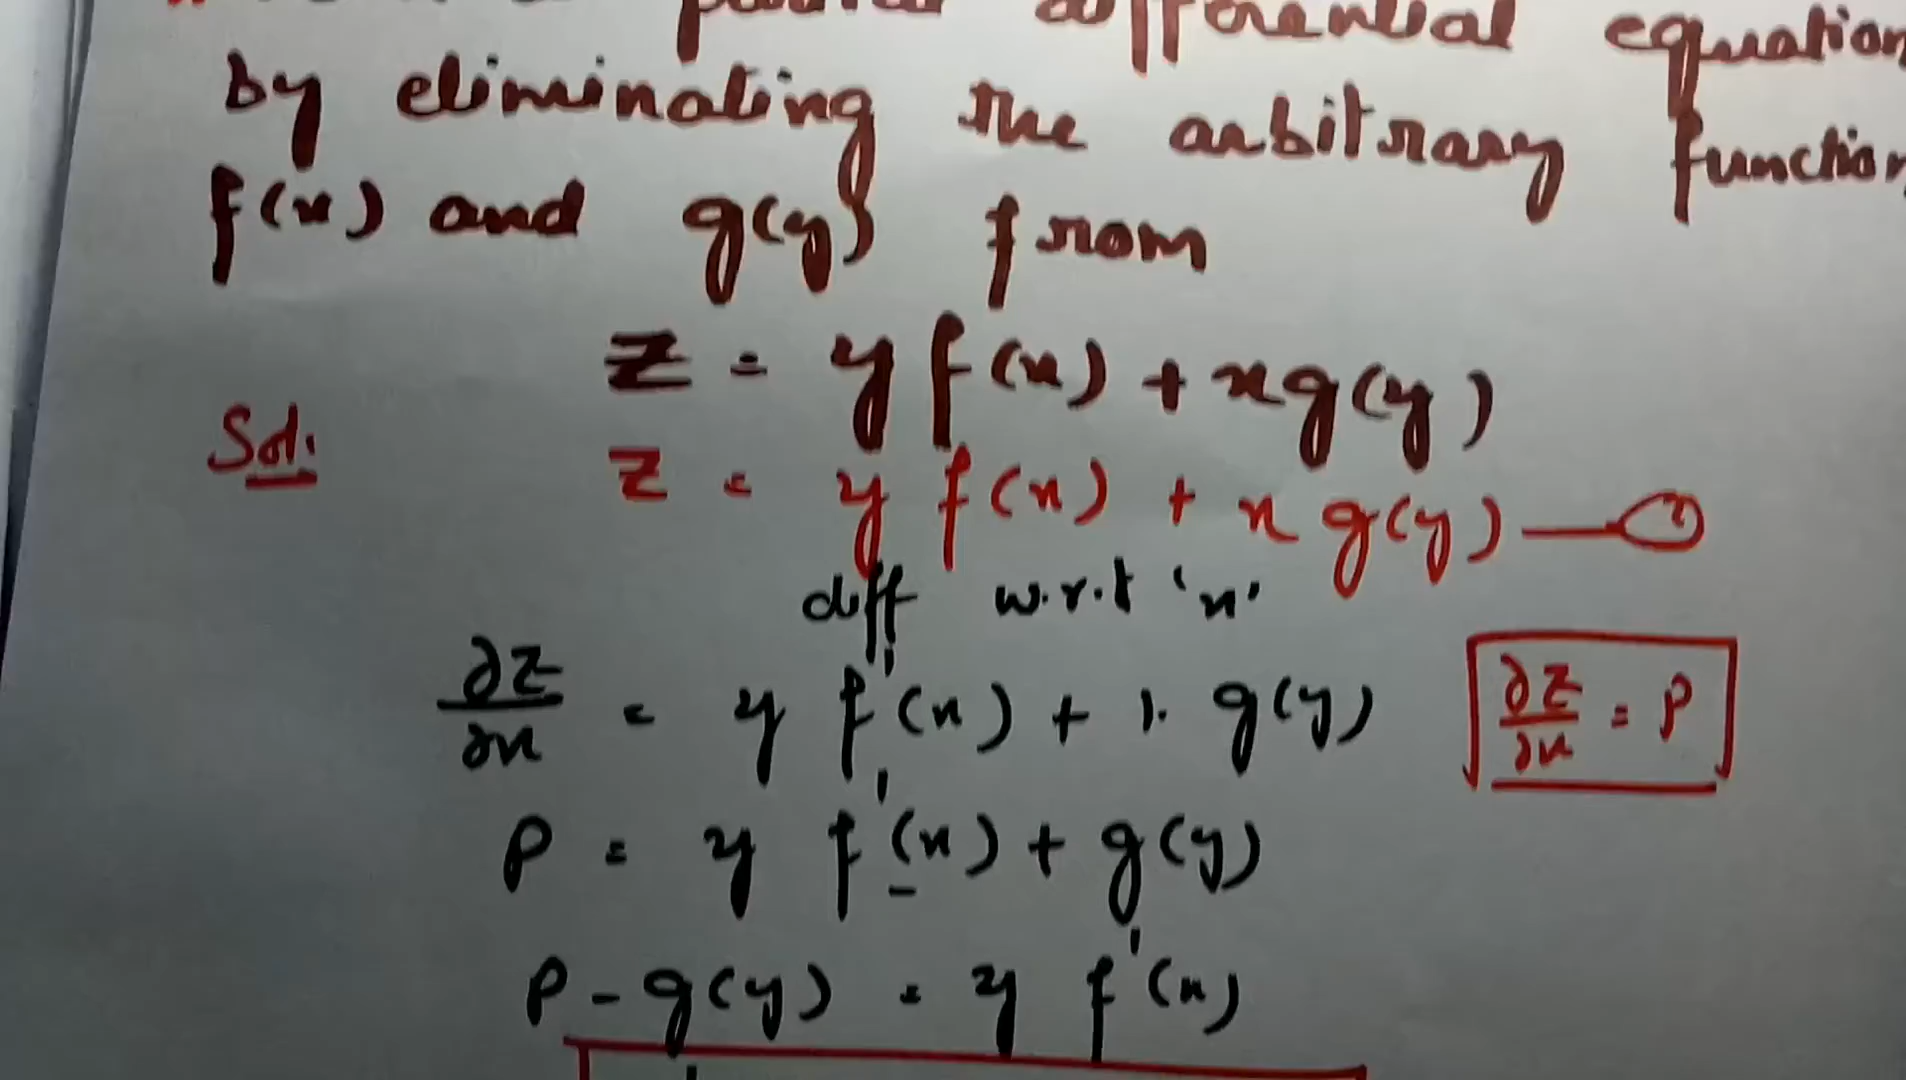 partial differential equation
by eliminating the arbitrary function
f(x) and g(y) from
z = y f(x) + x g(y)
Sol. z = y f(x) + x g(y) — ①
diff w.r.t 'x'
∂z/∂x = y f'(x) + 1. g(y)
∂z/∂x = p
p = y f'(x) + g(y)
p - g(y) = y f'(x)